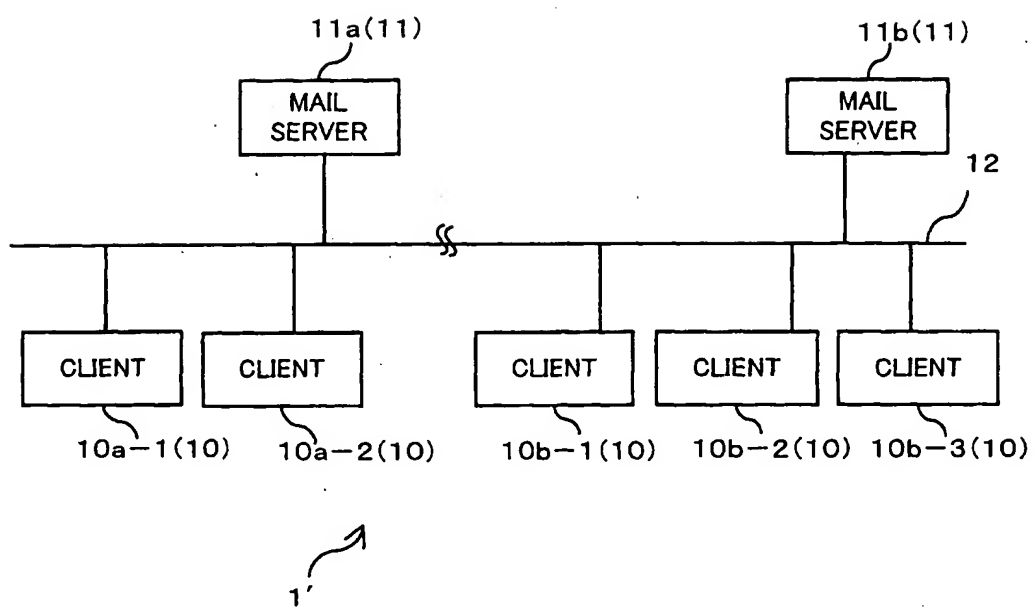 11a(11)
11b(11)
MAIL
SERVER
MAIL
SERVER
12
CLIENT
CLIENT
CLIENT
CLIENT
CLIENT
10a−1(10)
10a−2(10)
10b−1(10)
10b−2(10)
10b−3(10)
1′